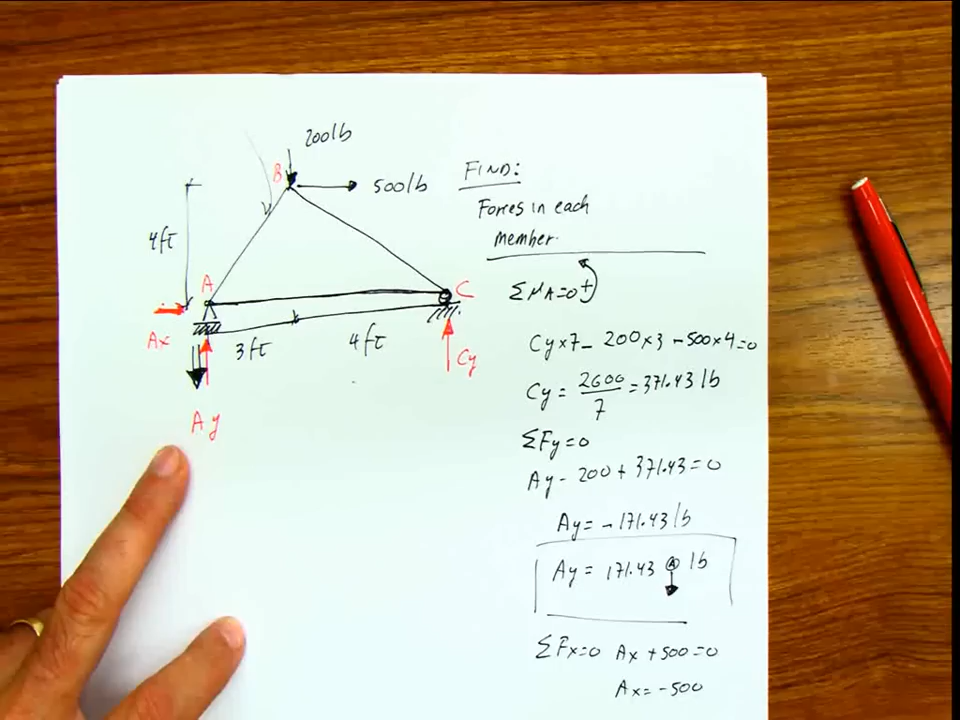 200lb
B
500lb
4ft
A
C
Ax
3ft
4ft
Cy
Ay
FIND:
Forces in each
member.
ΣMA=0 +
Cy×7 - 200×3 - 500×4=0
Cy = 2600/7 = 371.43 lb
ΣFy=0
Ay - 200 + 371.43 = 0
Ay = -171.43 lb
Ay = 171.43 lb
ΣFx=0 Ax + 500 = 0
Ax = -500